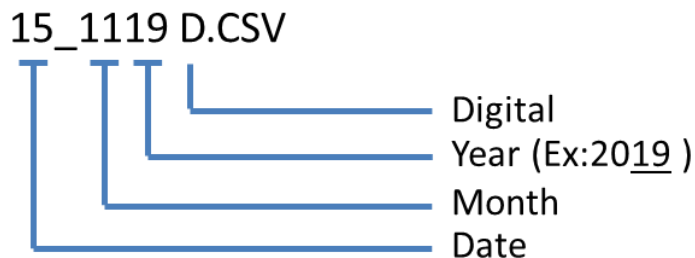 15_1119 D.CSV
Digital
Year (Ex:2019 )
Month
Date